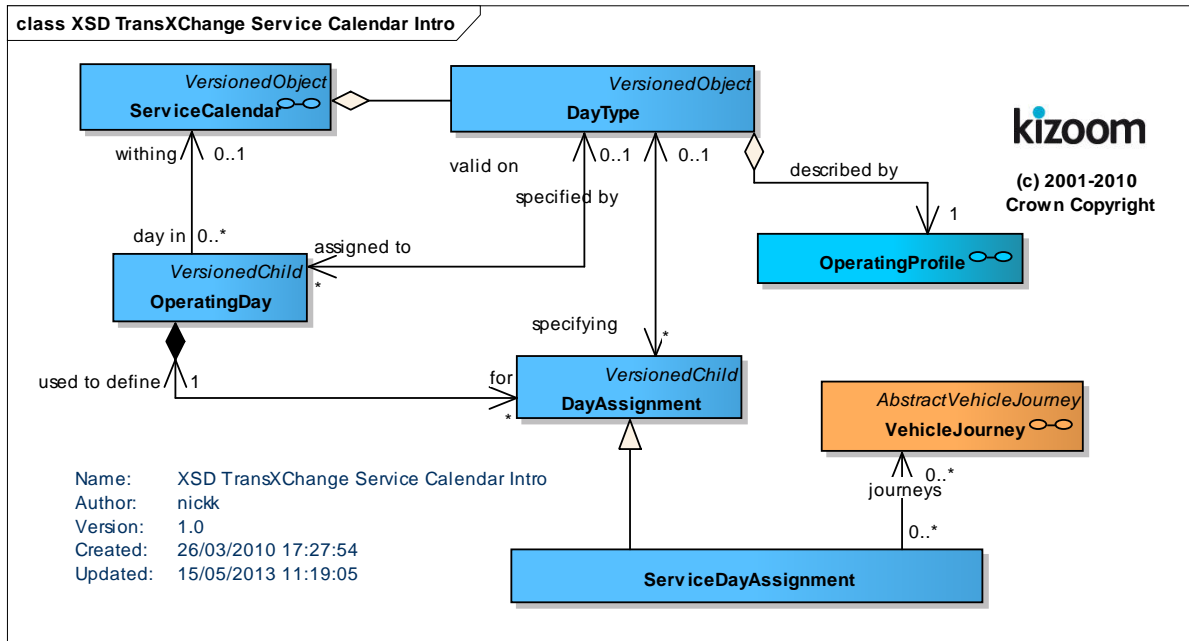 class XSD TransXChange Service Calendar Intro
VersionedObject
ServiceCalendar
VersionedObject
DayType
kizoom
(c) 2001-2010
Crown Copyright
withing
0..1
valid on
0..1
0..1
specified by
described by
1
OperatingProfile
day in
0..*
assigned to
*
VersionedChild
OperatingDay
specifying
*
used to define
1
for
*
VersionedChild
DayAssignment
AbstractVehicleJourney
VehicleJourney
0..*
journeys
0..*
Name: XSD TransXChange Service Calendar Intro
Author: nickk
Version: 1.0
Created: 26/03/2010 17:27:54
Updated: 15/05/2013 11:19:05
ServiceDayAssignment